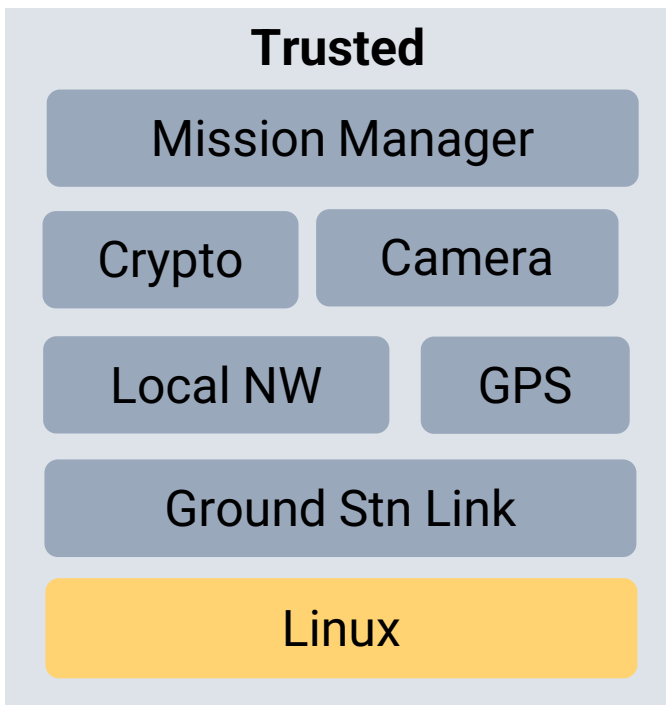 Trusted
Mission Manager
Crypto
Camera
Local NW
GPS
Ground Stn Link
Linux